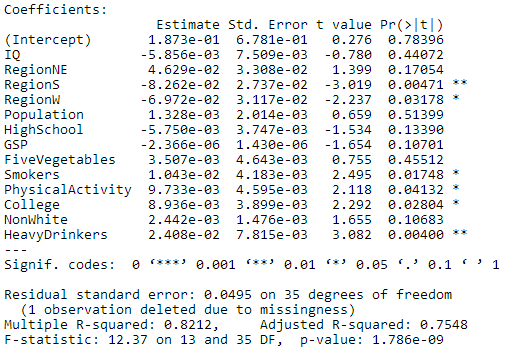 Coefficients:
                   Estimate Std. Error t value Pr(>|t|)
(Intercept)       1.873e-01  6.781e-01   0.276  0.78396
IQ               -5.856e-03  7.509e-03  -0.780  0.44072
RegionNE          4.629e-02  3.308e-02   1.399  0.17054
RegionS          -8.262e-02  2.737e-02  -3.019  0.00471 **
RegionW          -6.972e-02  3.117e-02  -2.237  0.03178 *
Population        1.328e-03  2.014e-03   0.659  0.51399
HighSchool       -5.750e-03  3.747e-03  -1.534  0.13390
GSP              -2.366e-06  1.430e-06  -1.654  0.10701
FiveVegetables    3.507e-03  4.643e-03   0.755  0.45512
Smokers           1.043e-02  4.183e-03   2.495  0.01748 *
PhysicalActivity  9.733e-03  4.595e-03   2.118  0.04132 *
College           8.936e-03  3.899e-03   2.292  0.02804 *
NonWhite          2.442e-03  1.476e-03   1.655  0.10683
HeavyDrinkers     2.408e-02  7.815e-03   3.082  0.00400 **
---
Signif. codes:  0 ‘***’ 0.001 ‘**’ 0.01 ‘*’ 0.05 ‘.’ 0.1 ‘ ’ 1
Residual standard error: 0.0495 on 35 degrees of freedom
  (1 observation deleted due to missingness)
Multiple R-squared: 0.8212,     Adjusted R-squared: 0.7548
F-statistic: 12.37 on 13 and 35 DF,  p-value: 1.786e-09